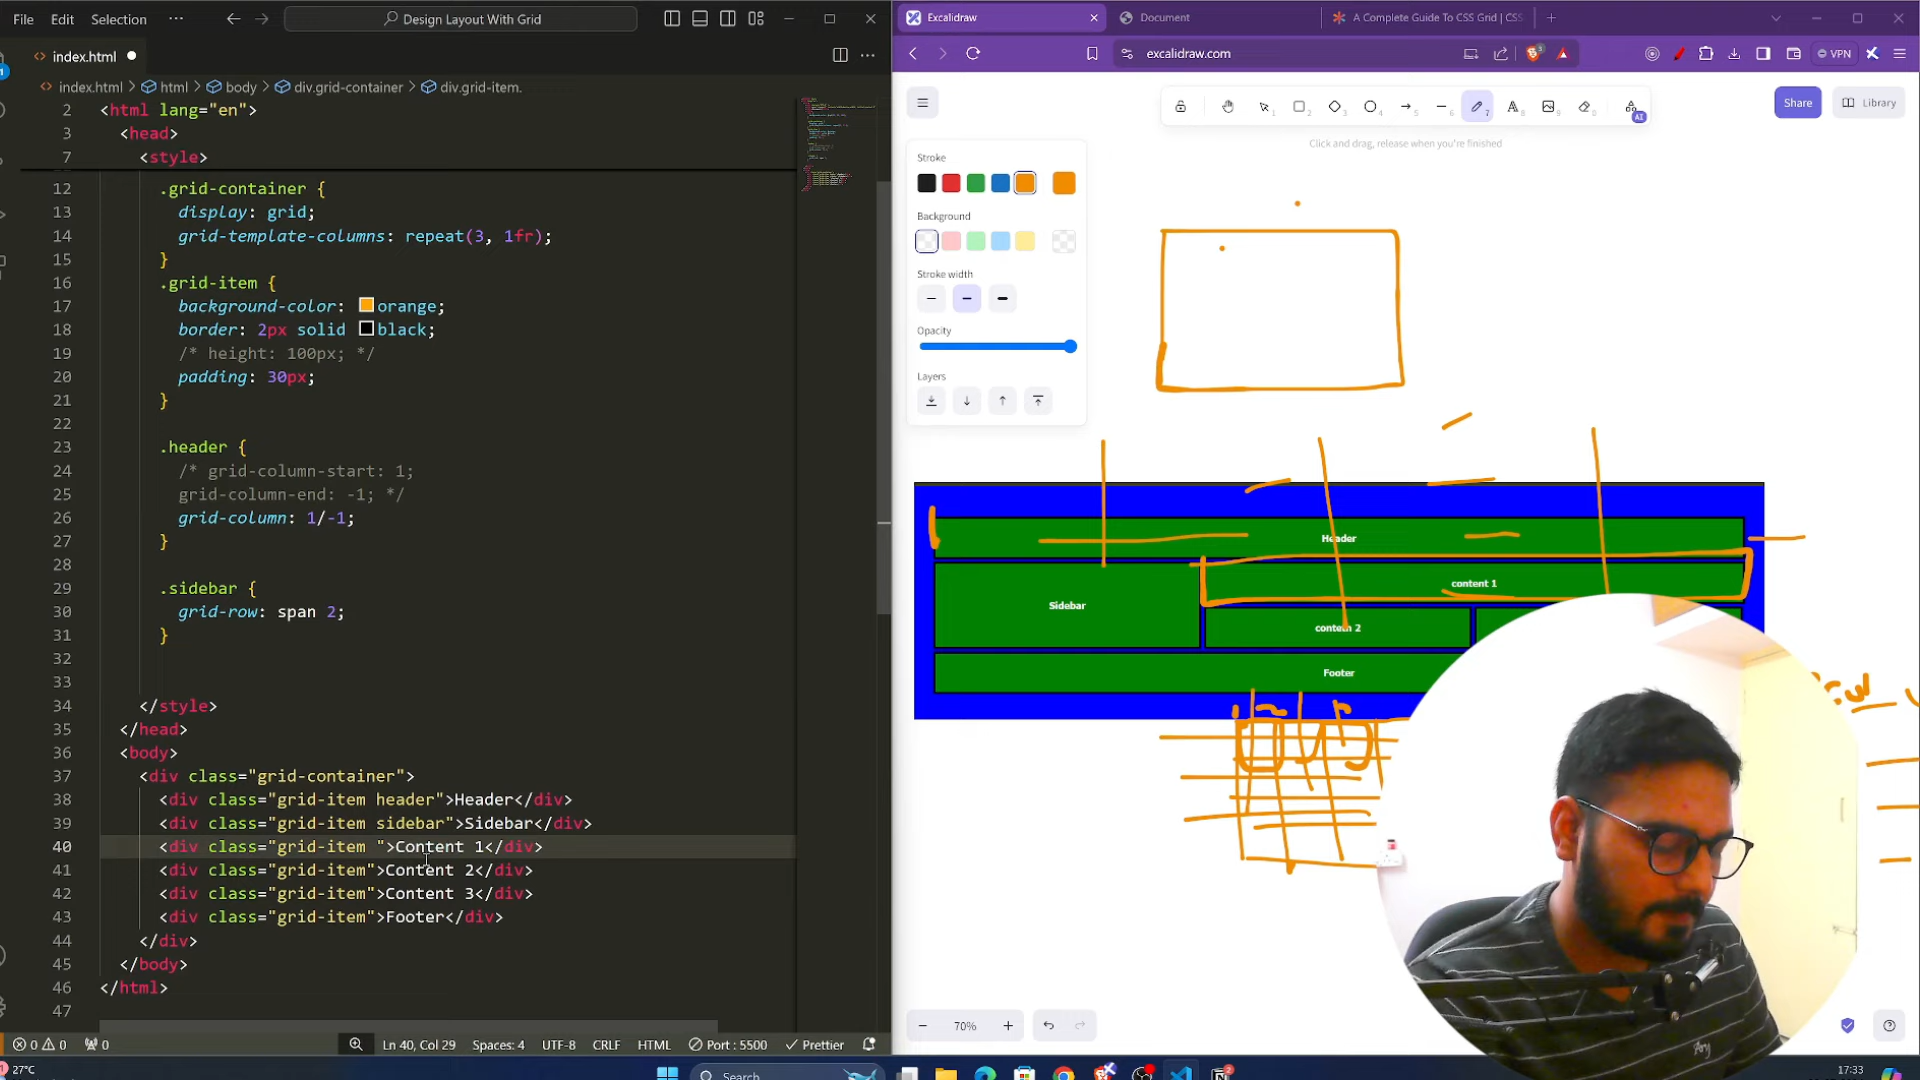 File Edit Selection ··· Design Layout With Grid
index.html
index.html html body div.grid-container div.grid-item.
2 <html lang="en">
3 <head>
7 <style>
12 .grid-container {
13 display: grid;
14 grid-template-columns: repeat(3, 1fr);
15 }
16 .grid-item {
17 background-color: orange;
18 border: 2px solid black;
19 /* height: 100px; */
20 padding: 30px;
21 }
22
23 .header {
24 /* grid-column-start: 1;
25 grid-column-end: -1; */
26 grid-column: 1/-1;
27 }
28
29 .sidebar {
30 grid-row: span 2;
31 }
32
33
34 </style>
35 </head>
36 <body>
37 <div class="grid-container">
38 <div class="grid-item header">Header</div>
39 <div class="grid-item sidebar">Sidebar</div>
40 <div class="grid-item ">Content 1</div>
41 <div class="grid-item">Content 2</div>
42 <div class="grid-item">Content 3</div>
43 <div class="grid-item">Footer</div>
44 </div>
45 </body>
46 </html>
47
0 0 0 Ln 40, Col 29 Spaces: 4 UTF-8 CRLF HTML Port : 5500 Prettier
Excalidraw Document A Complete Guide To CSS Grid | CSS
excalidraw.com VPN
Share Library
Click and drag, release when you're finished
Stroke
Background
Stroke width
Opacity
Layers
Header
content 1
Sidebar
content 2
Footer
70%
27°C Search 17:33